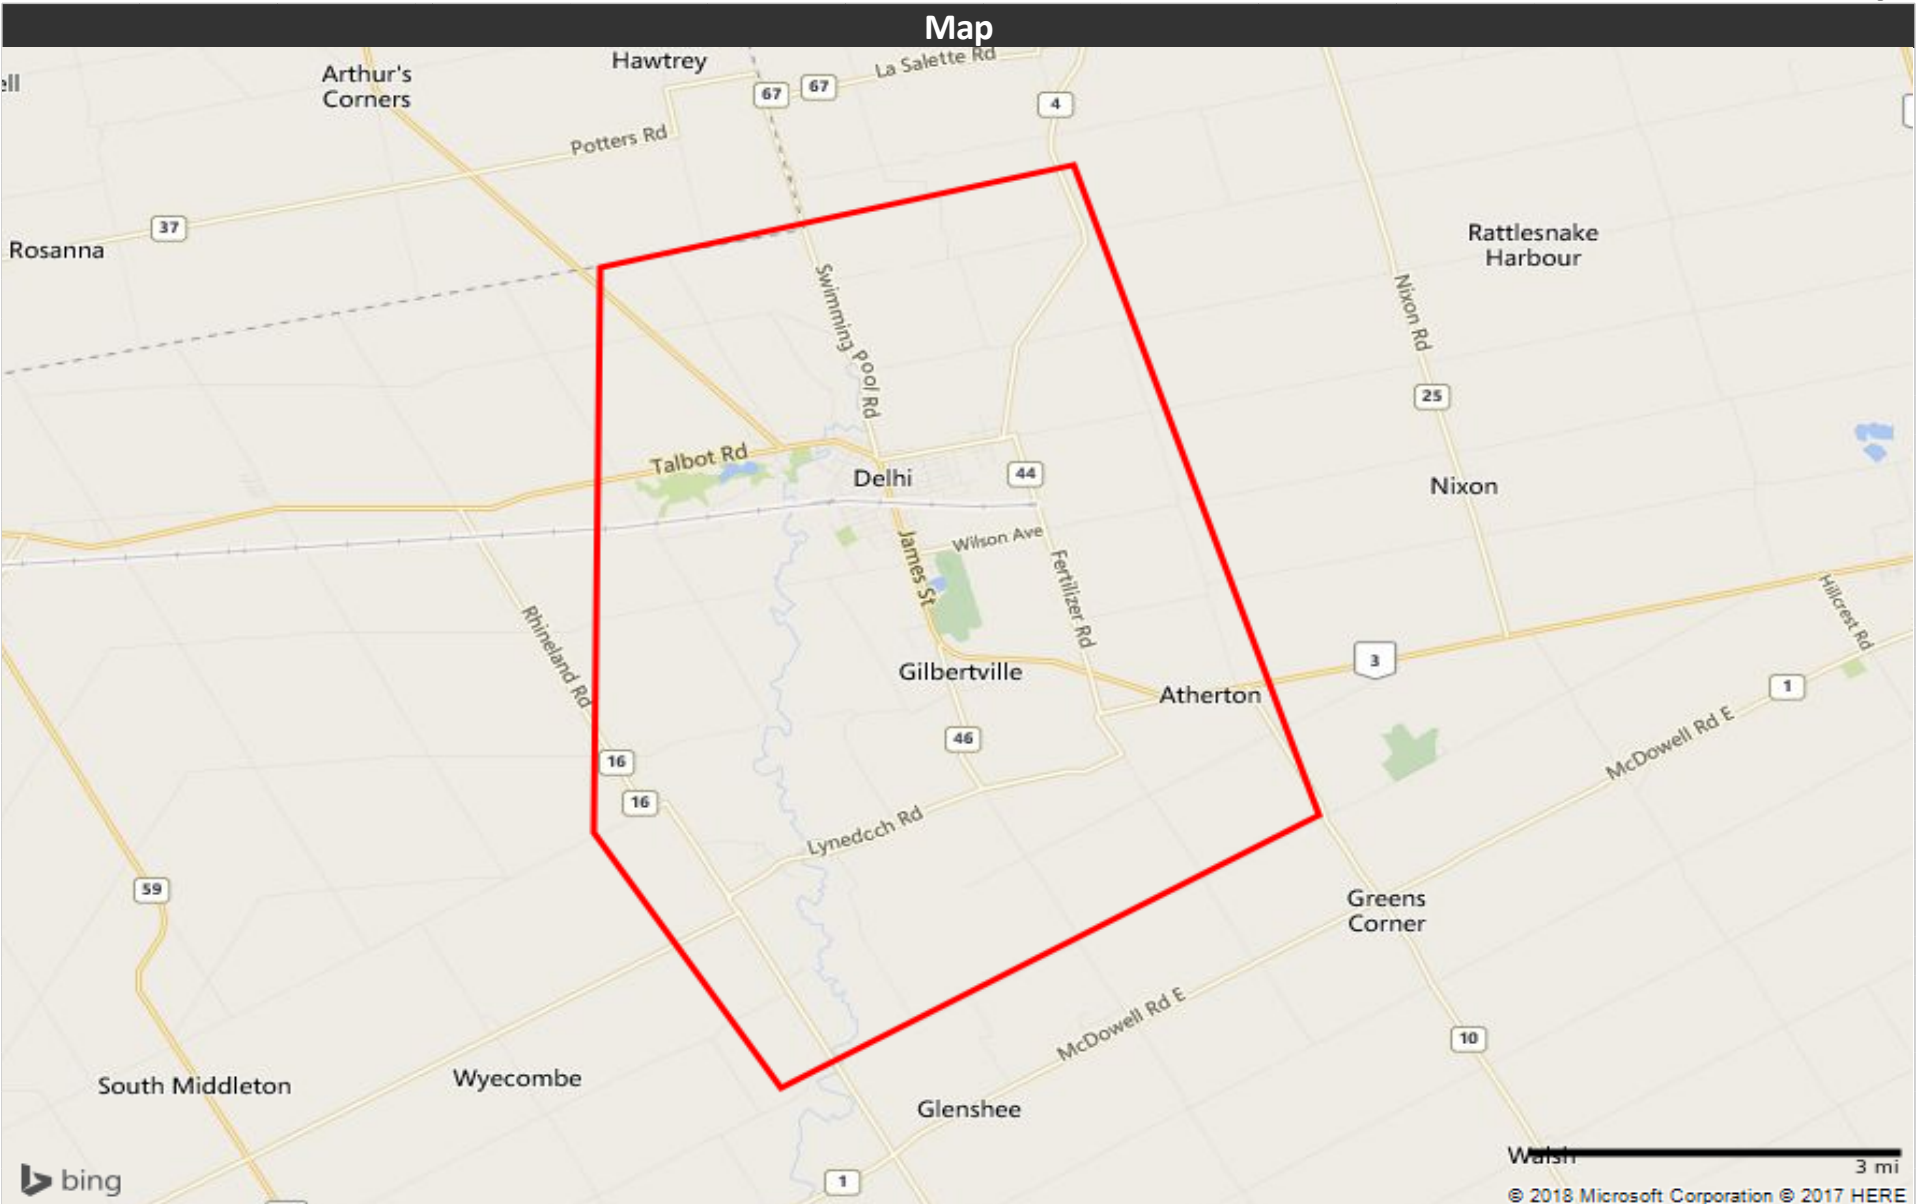 Map
Hawtrey
La Salette Rd
Arthur's
Corners
ell
67
67
4
Potters Rd
37
Rosanna
Rattlesnake
Harbour
Swimming Pool Rd
Nixon Rd
25
Talbot Rd
Delhi
44
Nixon
Wilson Ave
James St
Fertilizer Rd
Hillcrest Rd
Rhineland Rd
3
Gilbertville
Atherton
1
46
McDowell Rd E
16
16
Lynedoch Rd
59
Greens
Corner
McDowell Rd E
10
South Middleton
Wyecombe
Glenshee
Walsh
3 mi
bing
1
© 2018 Microsoft Corporation © 2017 HERE